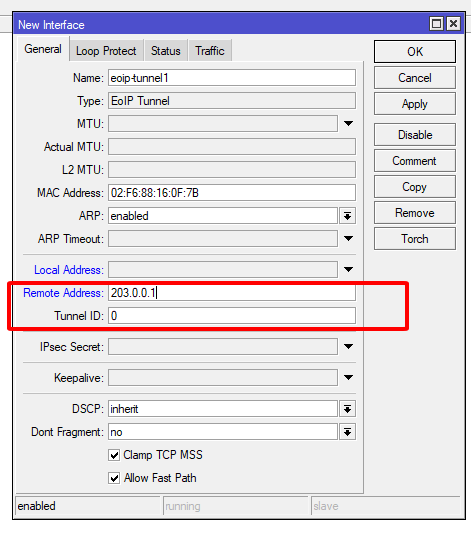 New Interface
General Loop Protect Status Traffic
OK
Name: eoip-tunnel1
Cancel
Type: EoIP Tunnel
Apply
MTU:
Actual MTU:
Disable
L2 MTU:
Comment
MAC Address: 02:F6:88:16:0F:7B
Copy
ARP: enabled
Remove
ARP Timeout:
Torch
Local Address:
Remote Address: 203.0.0.1
Tunnel ID: 0
IPsec Secret:
Keepalive:
DSCP: inherit
Dont Fragment: no
Clamp TCP MSS
Allow Fast Path
enabled running slave